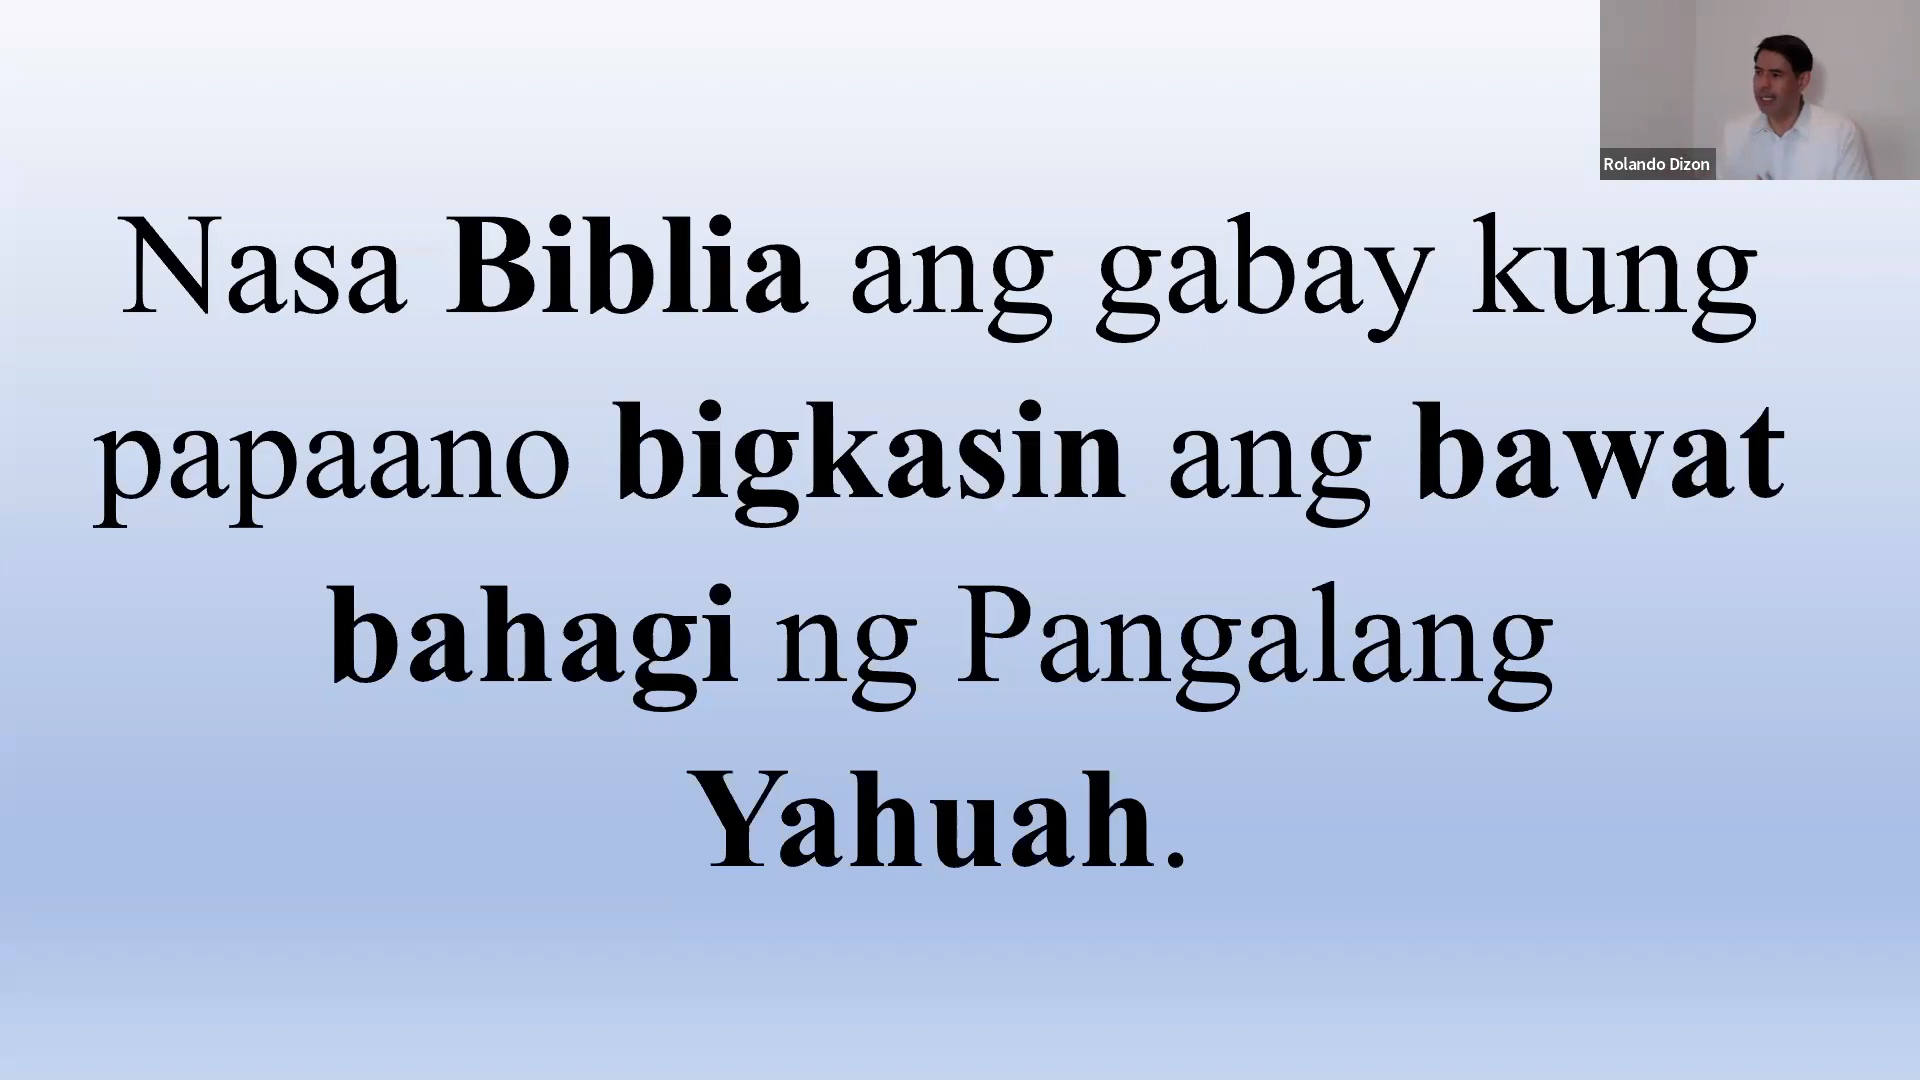 Rolando Dizon
Nasa Biblia ang gabay kung
papaano bigkasin ang bawat
bahagi ng Pangalang
Yahuah.